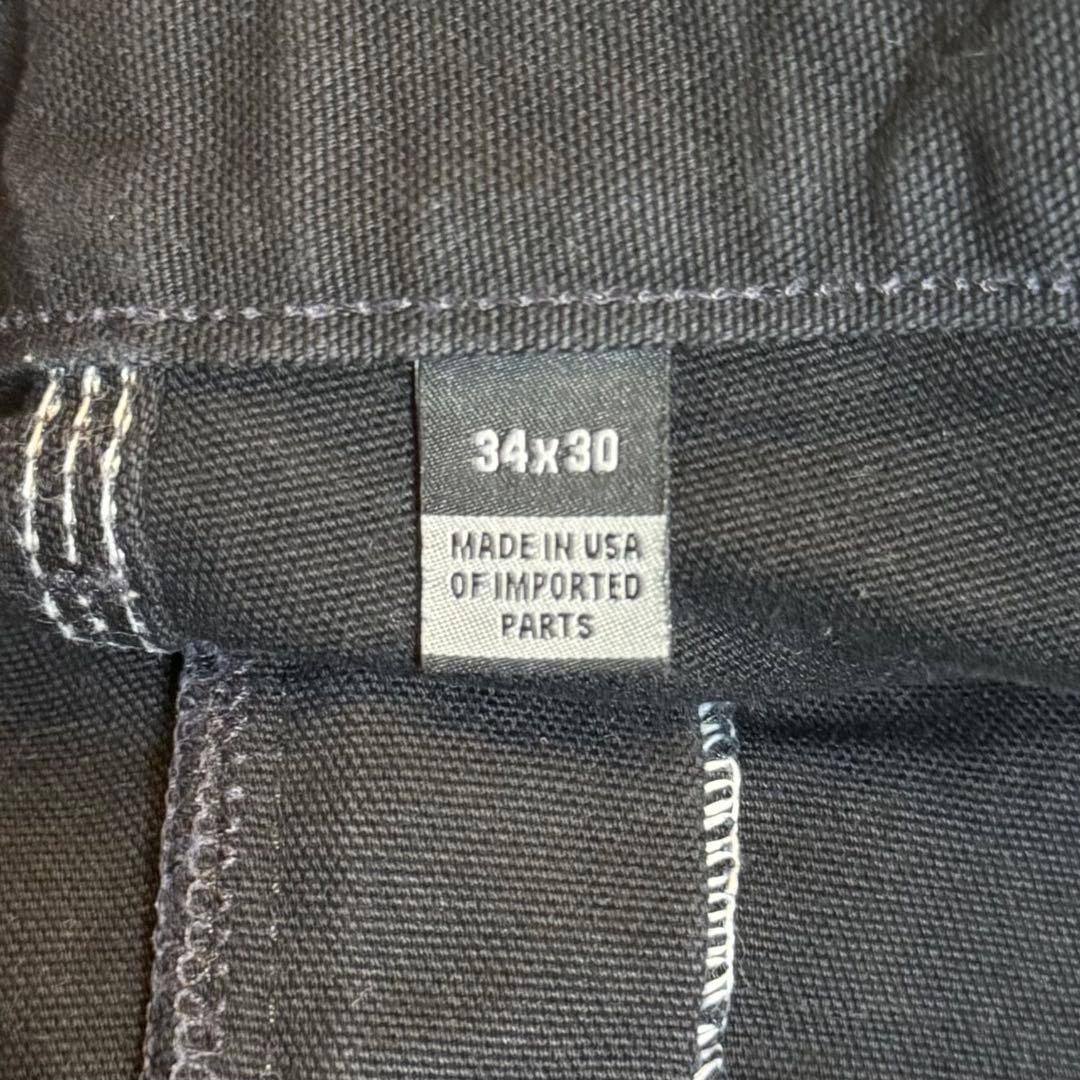 34x30
MADE IN USA
OF IMPORTED
PARTS